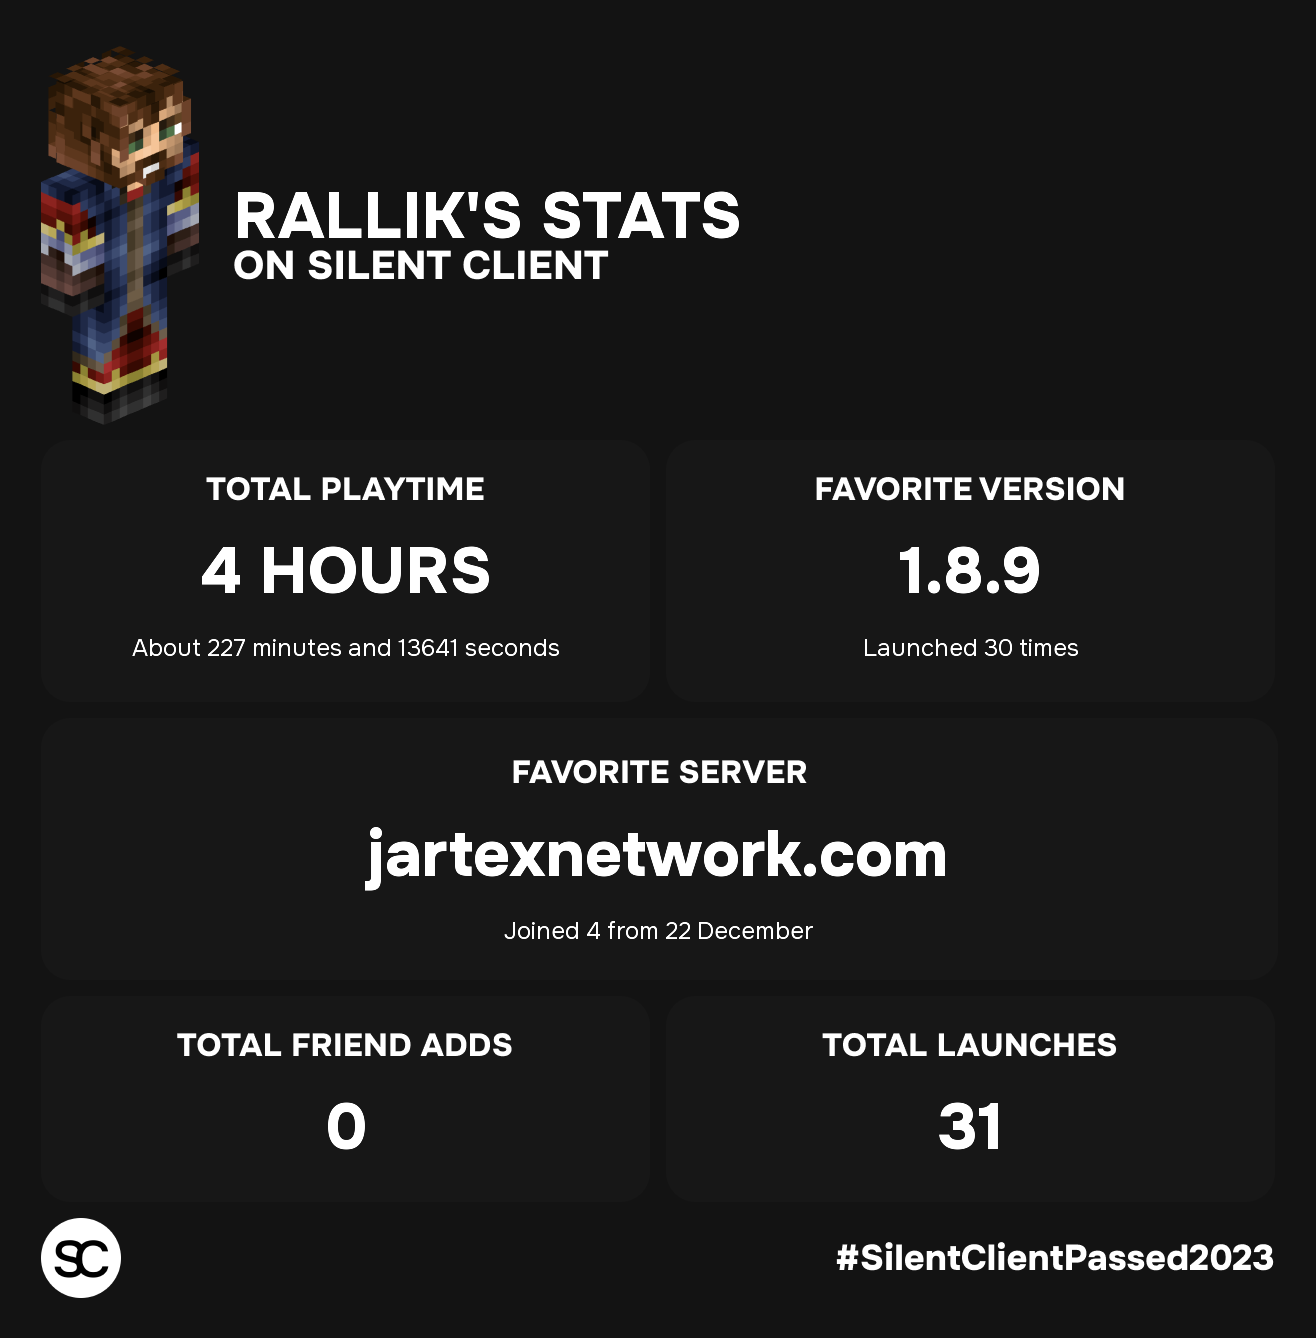 RALLIK'S STATS
ON SILENT CLIENT
TOTAL PLAYTIME
4 HOURS
About 227 minutes and 13641 seconds
FAVORITE VERSION
1.8.9
Launched 30 times
FAVORITE SERVER
jartexnetwork.com
Joined 4 from 22 December
TOTAL FRIEND ADDS
0
TOTAL LAUNCHES
31
SC
#SilentClientPassed2023